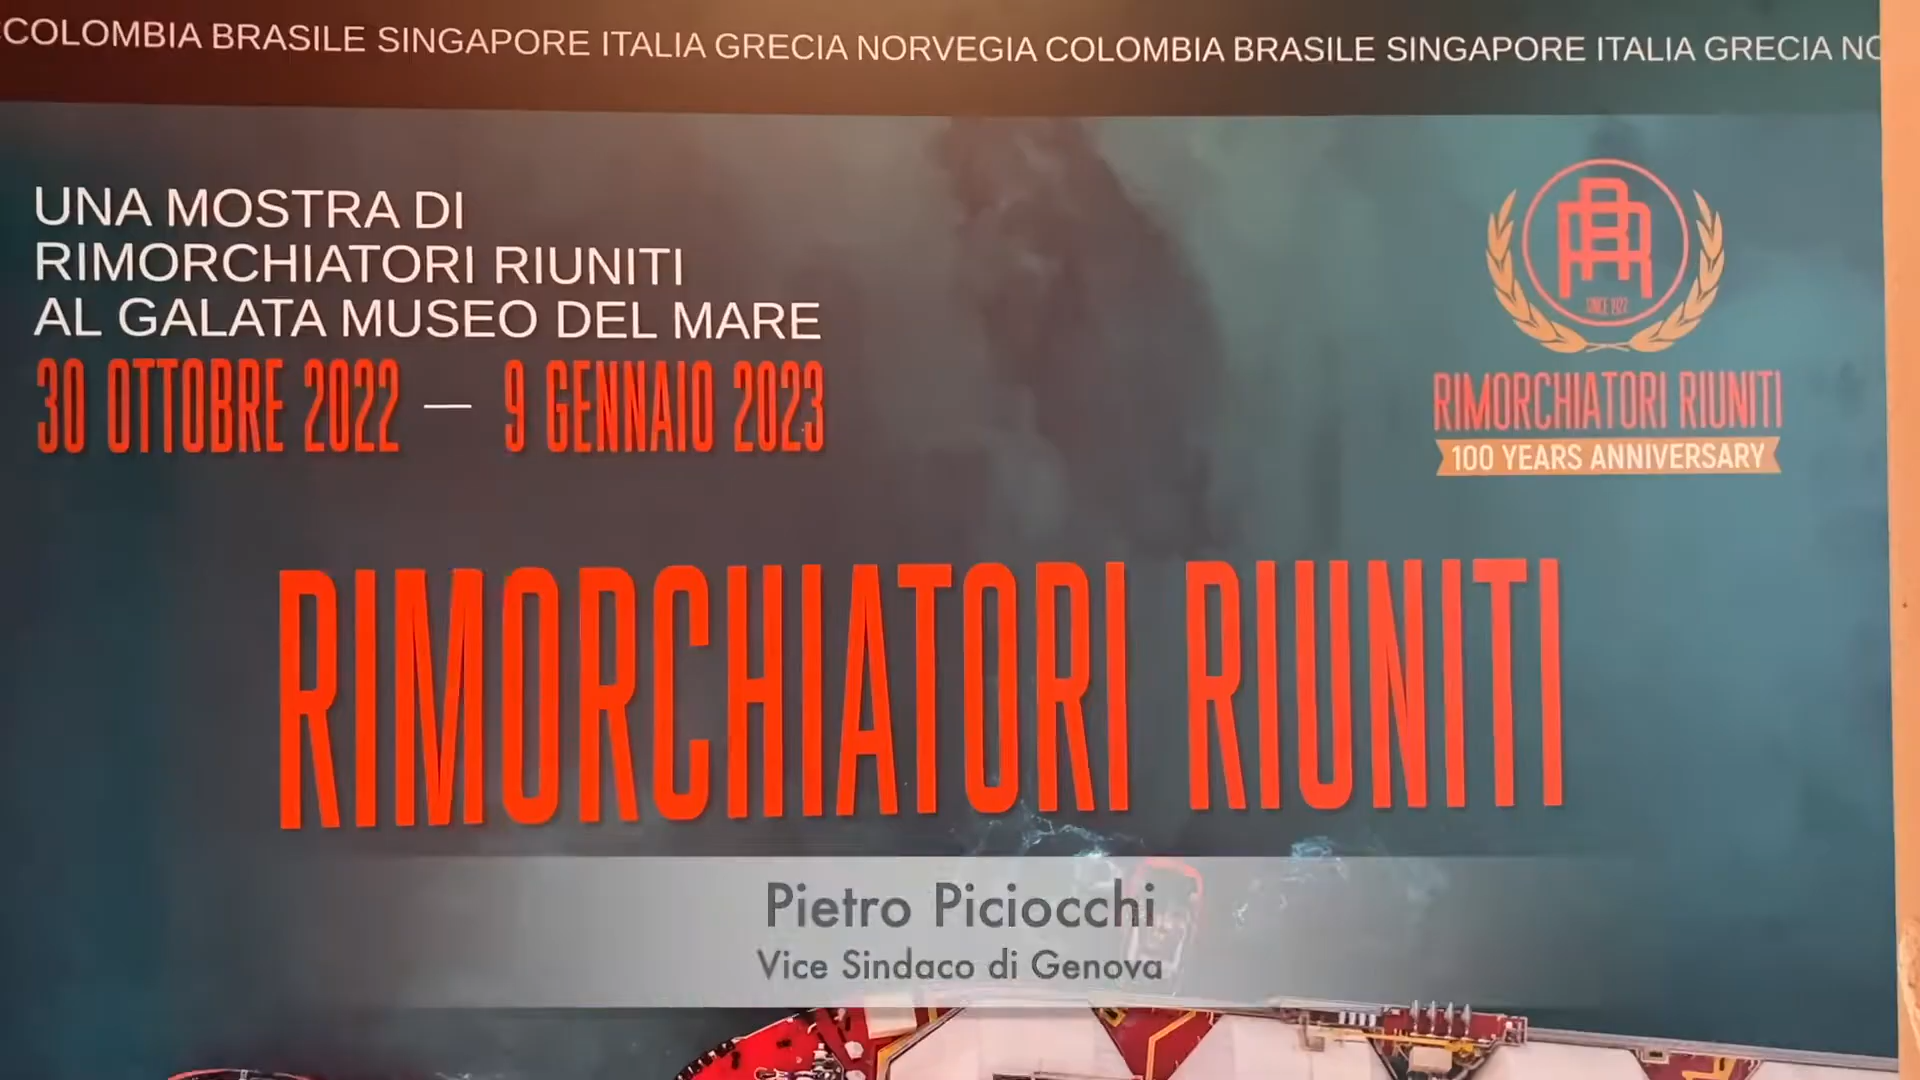 COLOMBIA BRASILE SINGAPORE ITALIA GRECIA NORVEGIA COLOMBIA BRASILE SINGAPORE ITALIA GRECIA NO
UNA MOSTRA DI
RIMORCHIATORI RIUNITI
AL GALATA MUSEO DEL MARE
30 OTTOBRE 2022 — 9 GENNAIO 2023
SINCE 1922
RIMORCHIATORI RIUNITI
100 YEARS ANNIVERSARY
RIMORCHIATORI RIUNITI
Pietro Piciocchi
Vice Sindaco di Genova